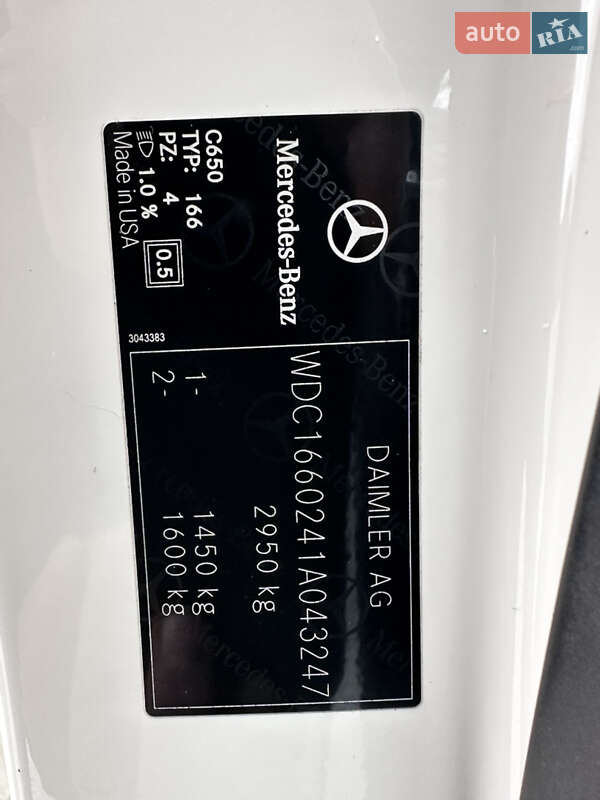 auto RIA.com
Mercedes-Benz
C650
TYP: 166
PZ: 4
1.0 % 0.5
Made in USA
3043383
DAIMLER AG
WDC1660241A043247
2950 kg
1- 1450 kg
2- 1600 kg